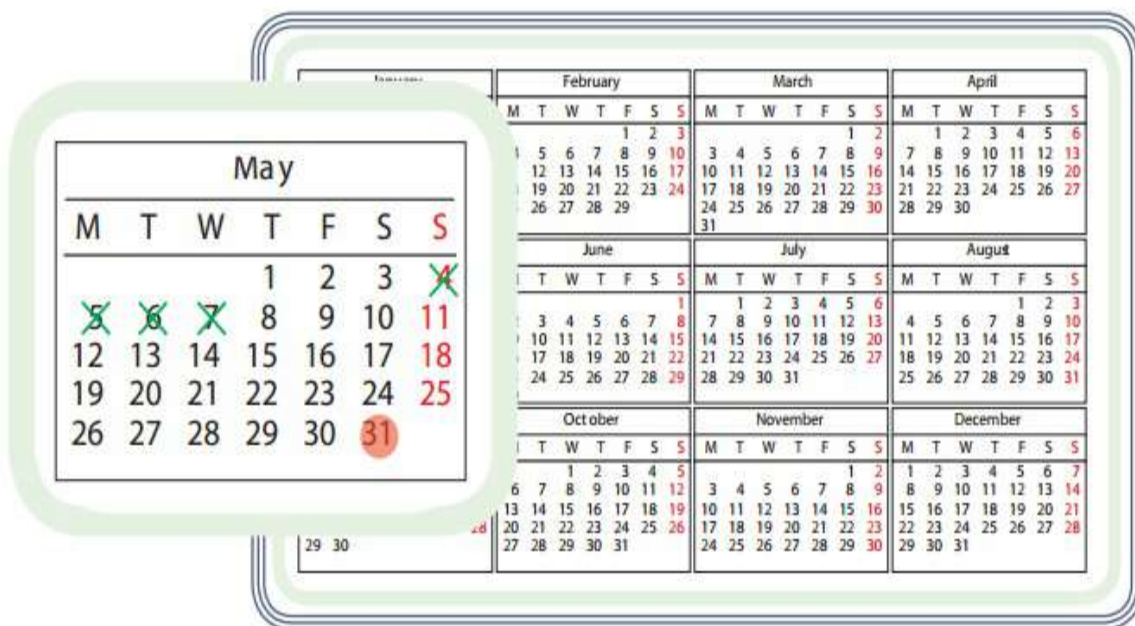 May
M T W T F S S
1 2 3 4
5 6 7 8 9 10 11
12 13 14 15 16 17 18
19 20 21 22 23 24 25
26 27 28 29 30 31
February
M T W T F S S
1 2 3
5 6 7 8 9 10
12 13 14 15 16 17
19 20 21 22 23 24
26 27 28 29
March
M T W T F S S
1 2
3 4 5 6 7 8 9
10 11 12 13 14 15 16
17 18 19 20 21 22 23
24 25 26 27 28 29 30
31
April
M T W T F S S
1 2 3 4 5 6
7 8 9 10 11 12 13
14 15 16 17 18 19 20
21 22 23 24 25 26 27
28 29 30
June
T W T F S S
1
3 4 5 6 7 8
10 11 12 13 14 15
17 18 19 20 21 22
24 25 26 27 28 29
July
M T W T F S S
1 2 3 4 5 6
7 8 9 10 11 12 13
14 15 16 17 18 19 20
21 22 23 24 25 26 27
28 29 30 31
August
M T W T F S S
1 2 3
4 5 6 7 8 9 10
11 12 13 14 15 16 17
18 19 20 21 22 23 24
25 26 27 28 29 30 31
28
29 30
October
T W T F S S
1 2 3 4 5
6 7 8 9 10 11 12
13 14 15 16 17 18 19
20 21 22 23 24 25 26
27 28 29 30 31
November
M T W T F S S
1 2
3 4 5 6 7 8 9
10 11 12 13 14 15 16
17 18 19 20 21 22 23
24 25 26 27 28 29 30
December
M T W T F S S
1 2 3 4 5 6 7
8 9 10 11 12 13 14
15 16 17 18 19 20 21
22 23 24 25 26 27 28
29 30 31